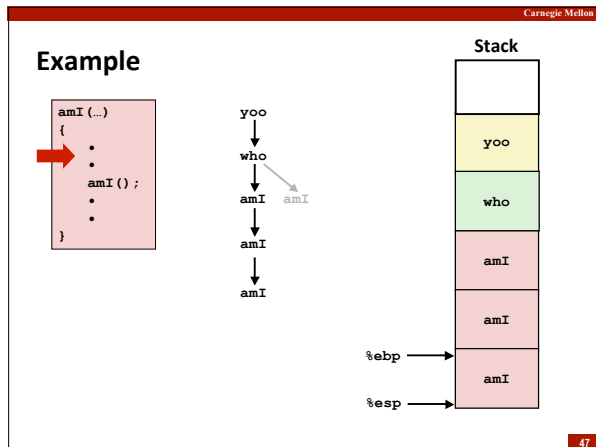 Carnegie Mellon
Example
amI(…)
{
•
•
amI();
•
•
}
yoo
who
amI amI
amI
amI
Stack
yoo
who
amI
amI
amI
%ebp
%esp
47